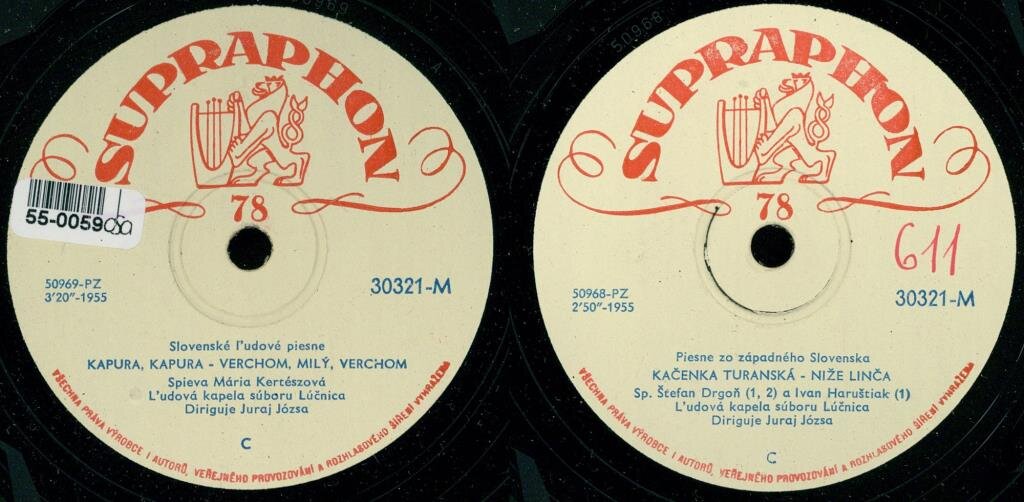 50969
SUPRAPHON
78
55-0059
50969-PZ
3'20"-1955
30321-M
Slovenské ľudové piesne
KAPURA, KAPURA - VERCHOM, MILÝ, VERCHOM
Spieva Mária Kertészová
Ľudová kapela súboru Lúčnica
Diriguje Juraj Józsa
C
VŠECHNA PRÁVA VÝROBCE I AUTORŮ, VEŘEJNÉHO PROVOZOVÁNÍ A ROZHLASOVÉHO ŠÍŘENÍ VYHRAŽENA
50968
SUPRAPHON
78
611
50968-PZ
2'50"-1955
30321-M
Piesne zo západného Slovenska
KAČENKA TURANSKÁ - NIŽE LINČA
Sp. Štefan Drgoň (1, 2) a Ivan Haruštiak (1)
Ľudová kapela súboru Lúčnica
Diriguje Juraj Józsa
C
VŠECHNA PRÁVA VÝROBCE I AUTORŮ, VEŘEJNÉHO PROVOZOVÁNÍ A ROZHLASOVÉHO ŠÍŘENÍ VYHRAŽENA